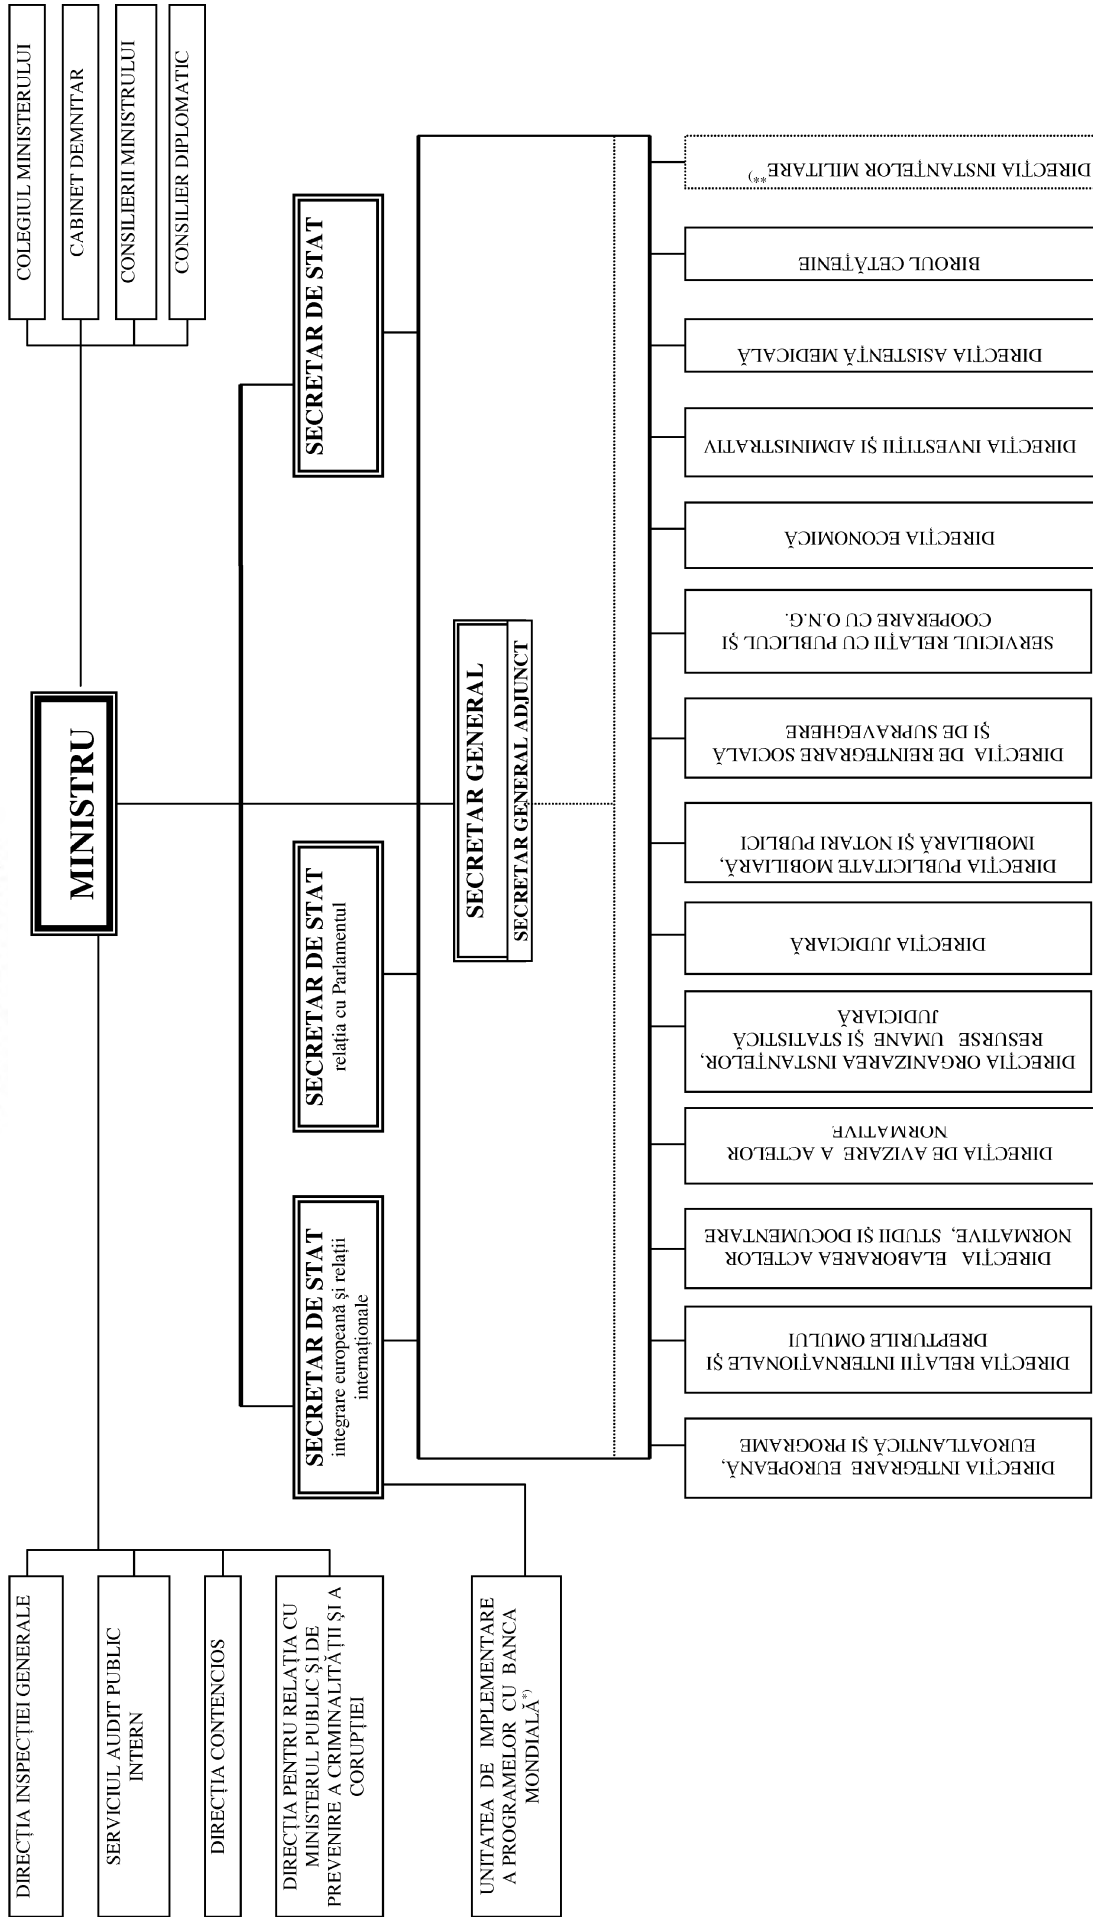 MINISTRU
COLEGIUL MINISTERULUI
CABINET DEMNITAR
CONSILIERII MINISTRULUI
CONSILIER DIPLOMATIC
DIRECȚIA INSPECȚIEI GENERALE
SERVICIUL AUDIT PUBLIC
INTERN
DIRECȚIA CONTENCIOS
DIRECȚIA PENTRU RELAȚIA CU
MINISTERUL PUBLIC ȘI DE
PREVENIRE A CRIMINALITĂȚII ȘI A
CORUPȚIEI
SECRETAR DE STAT
integrare europeană și relații
internaționale
SECRETAR DE STAT
relația cu Parlamentul
SECRETAR DE STAT
UNITATEA DE IMPLEMENTARE
A PROGRAMELOR CU BANCA
MONDIALĂ*)
SECRETAR GENERAL
SECRETAR GENERAL ADJUNCT
DIRECȚIA INTEGRARE EUROPEANĂ,
EUROATLANTICĂ ȘI PROGRAME
DIRECȚIA RELAȚII INTERNAȚIONALE ȘI
DREPTURILE OMULUI
DIRECȚIA ELABORAREA ACTELOR
NORMATIVE, STUDII ȘI DOCUMENTARE
DIRECȚIA DE AVIZARE A ACTELOR
NORMATIVE
DIRECȚIA ORGANIZAREA INSTANȚELOR,
RESURSE UMANE ȘI STATISTICĂ
JUDICIARĂ
DIRECȚIA JUDICIARĂ
DIRECȚIA PUBLICITATE MOBILIARĂ,
IMOBILIARĂ ȘI NOTARI PUBLICI
DIRECȚIA DE REINTEGRARE SOCIALĂ
ȘI DE SUPRAVEGHERE
SERVICIUL RELAȚII CU PUBLICUL ȘI
COOPERARE CU O.N.G.
DIRECȚIA ECONOMICĂ
DIRECȚIA INVESTIȚII ȘI ADMINISTRATIV
DIRECȚIA ASISTENȚĂ MEDICALĂ
BIROUL CETĂȚENIE
DIRECȚIA INSTANȚELOR MILITARE**)